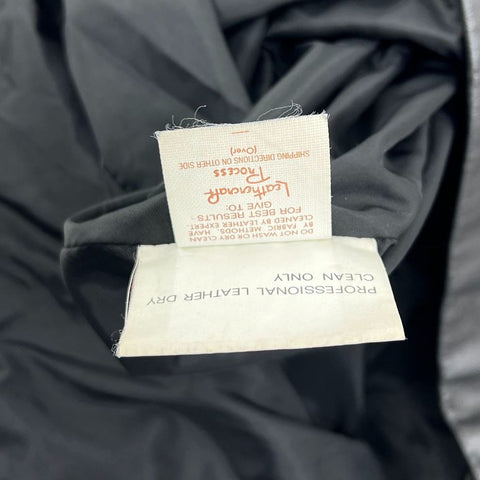 PROFESSIONAL LEATHER DRY
CLEAN ONLY
DO NOT WASH OR DRY CLEAN
BY FABRIC METHODS. HAVE
CLEANED BY LEATHER EXPERT.
FOR BEST RESULTS -
GIVE TO:
Leathercraft
PROCESS
(Over)
SHIPPING DIRECTIONS ON OTHER SIDE